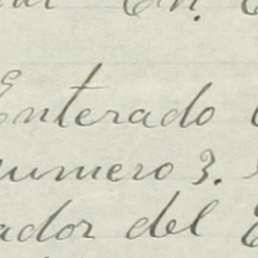 Enterado
numero 3.
ador del